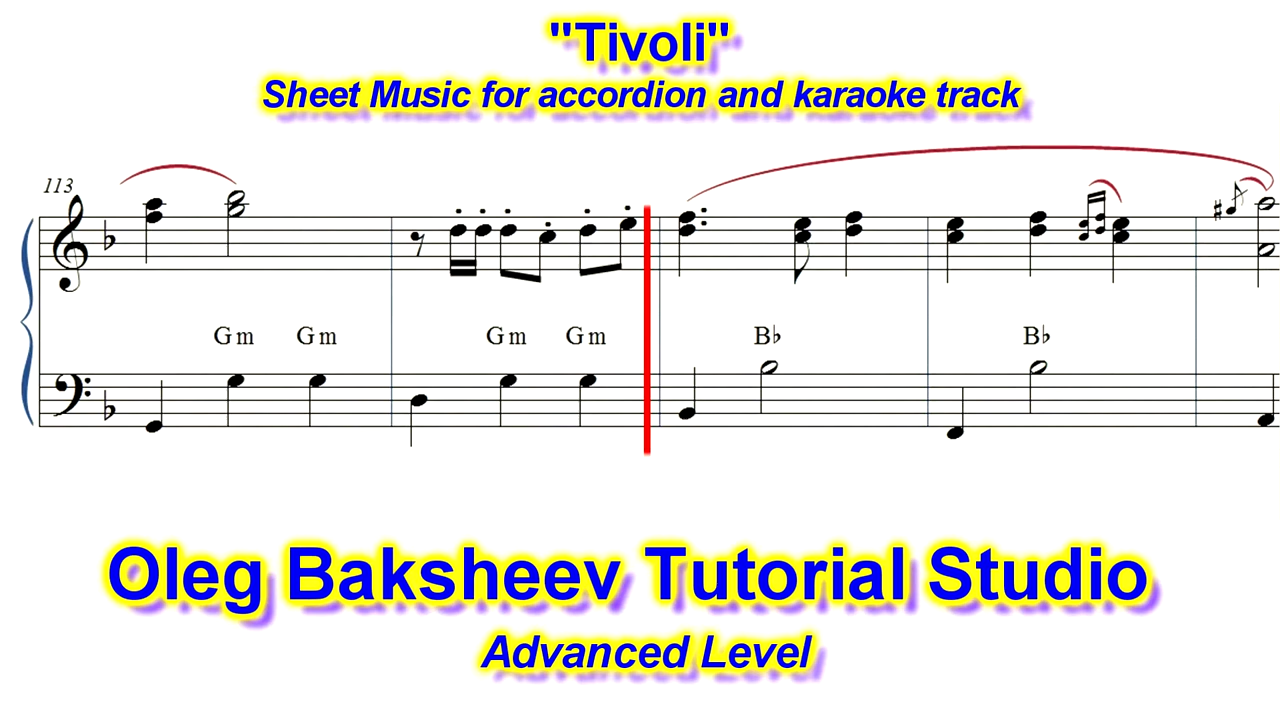 "Tivoli"
Sheet Music for accordion and karaoke track
113
Gm Gm Gm Gm B♭ B♭
Oleg Baksheev Tutorial Studio
Advanced Level